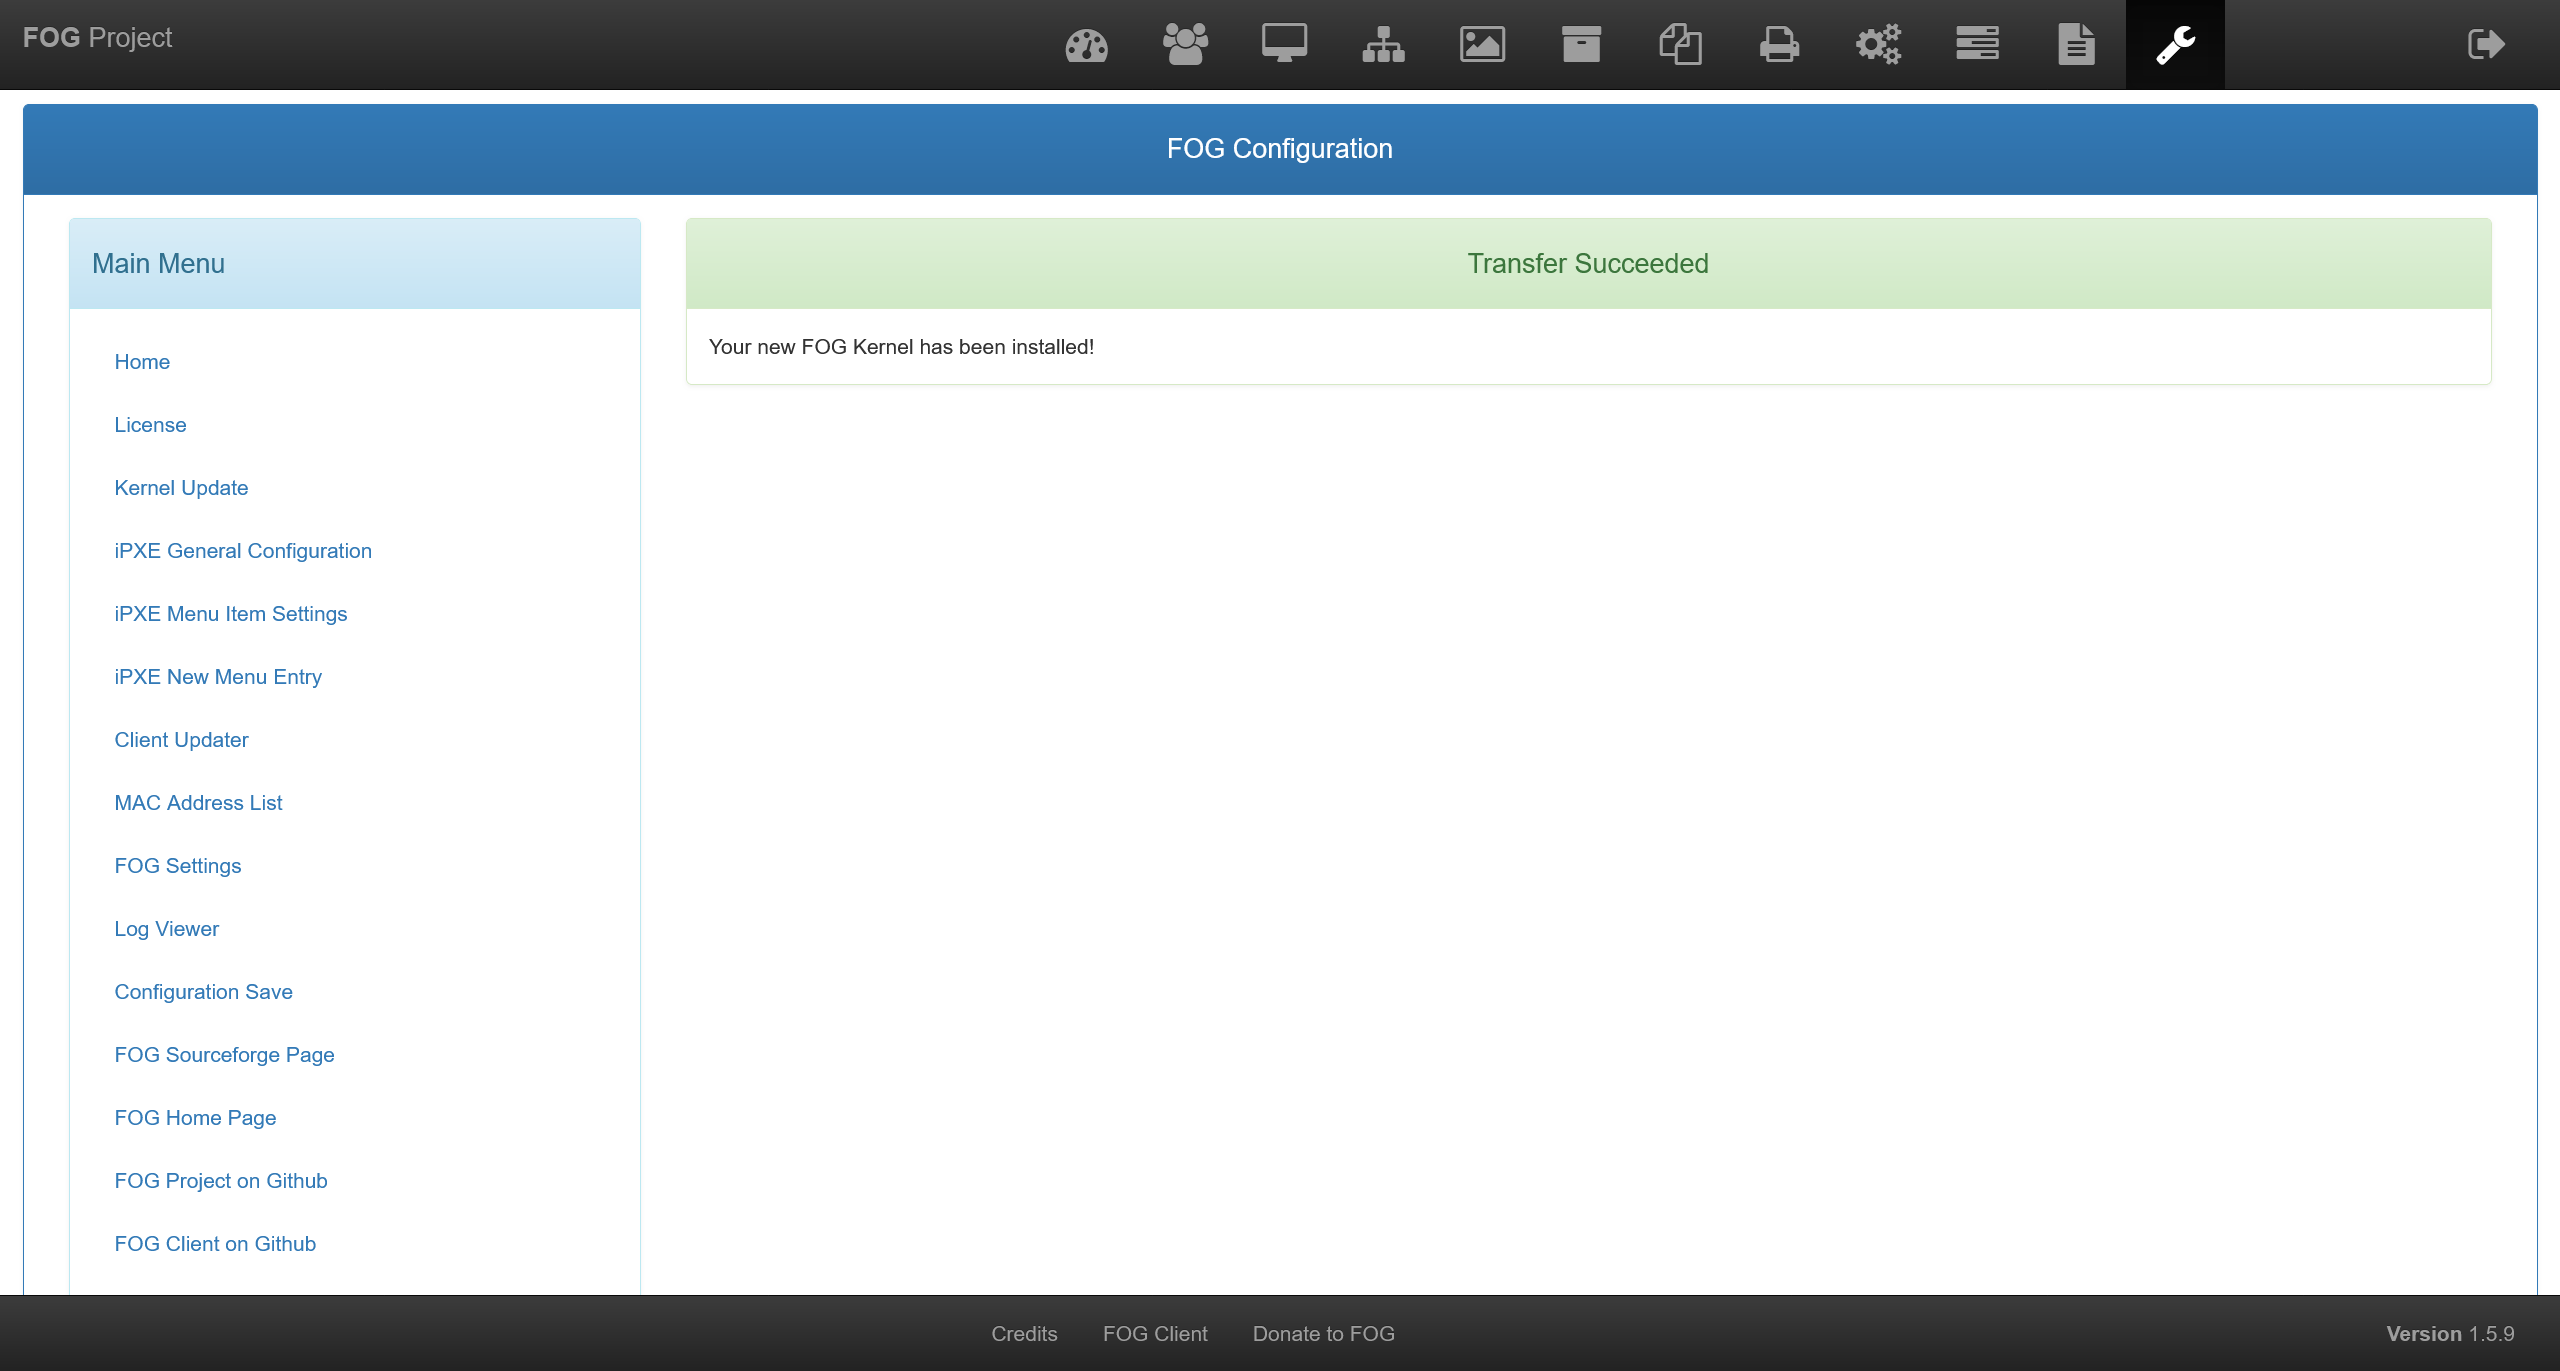 FOG Project
FOG Configuration
Main Menu
Home
License
Kernel Update
iPXE General Configuration
iPXE Menu Item Settings
iPXE New Menu Entry
Client Updater
MAC Address List
FOG Settings
Log Viewer
Configuration Save
FOG Sourceforge Page
FOG Home Page
FOG Project on Github
FOG Client on Github
Transfer Succeeded
Your new FOG Kernel has been installed!
Credits FOG Client Donate to FOG Version 1.5.9